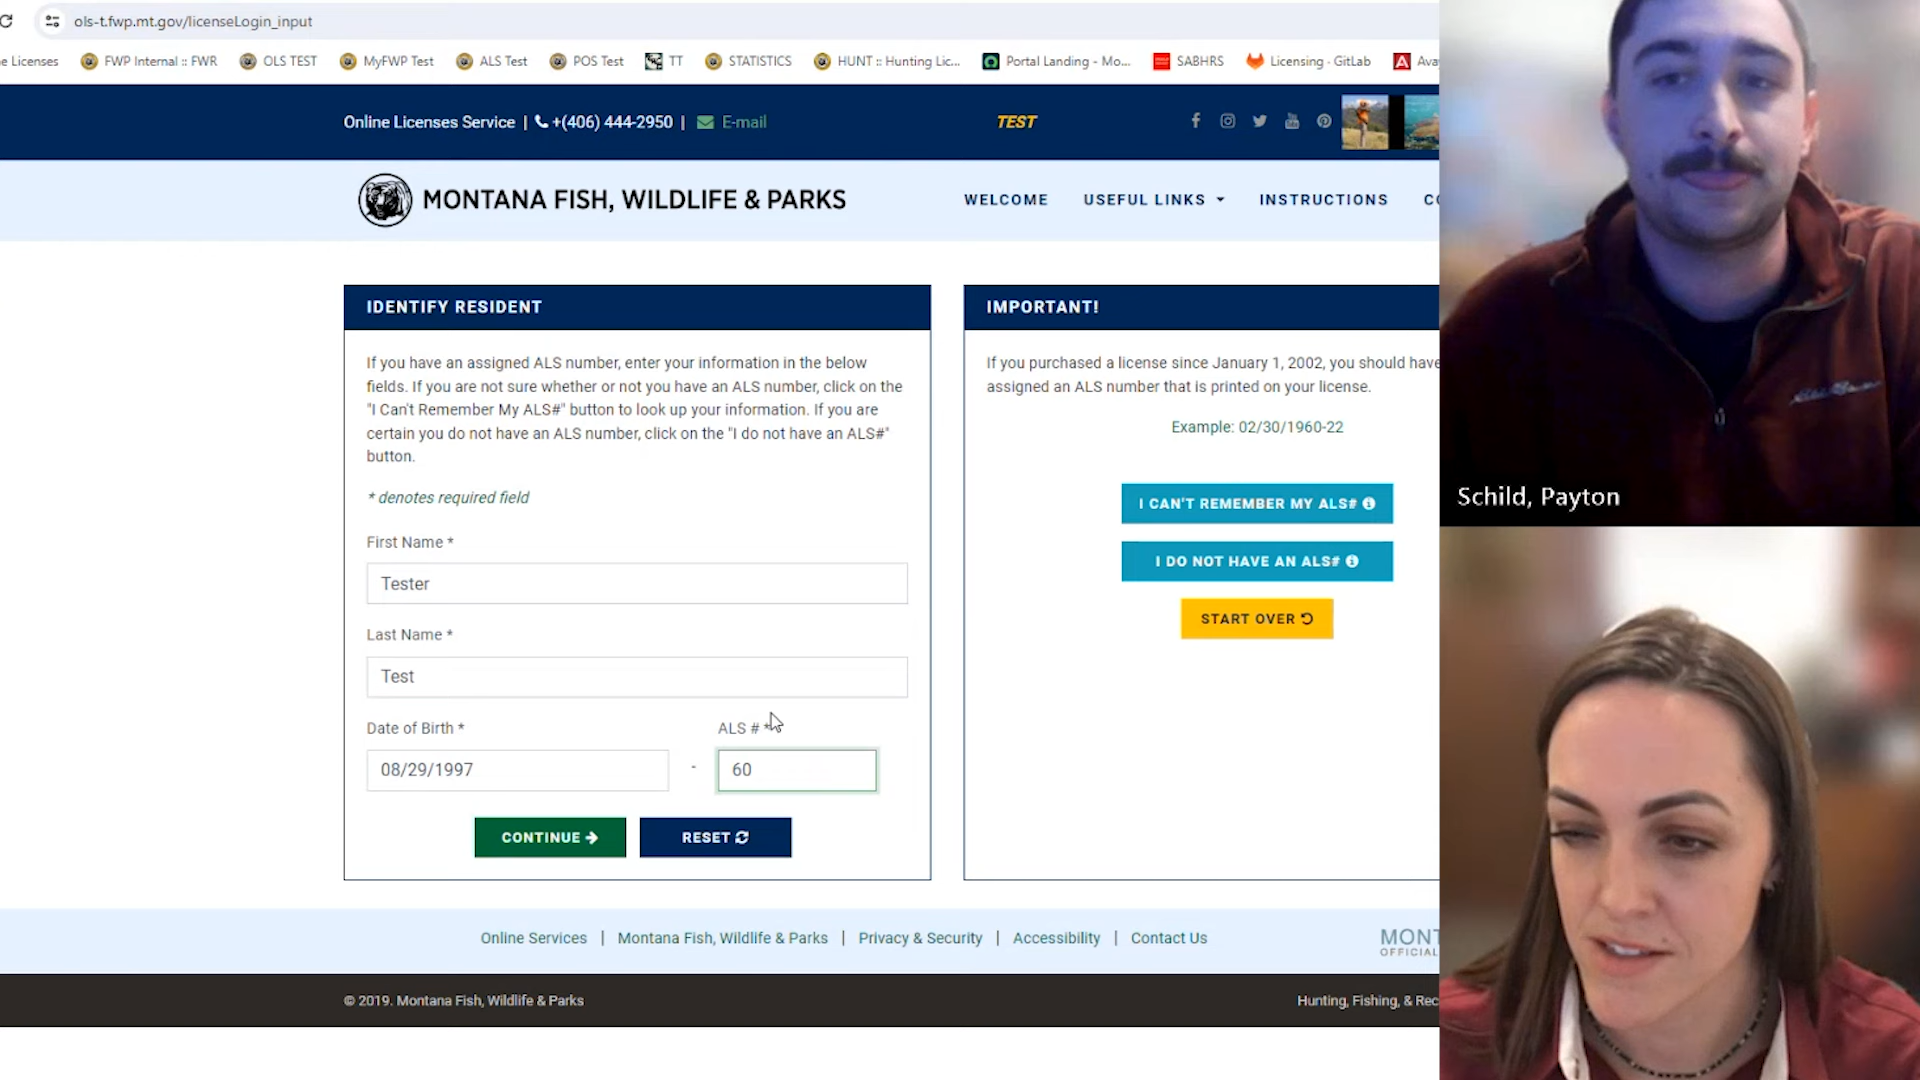 ols-t.fwp.mt.gov/licenseLogin_input
e Licenses FWP Internal :: FWR OLS TEST MyFWP Test ALS Test POS Test TT STATISTICS HUNT :: Hunting Lic... Portal Landing - Mo... SABHRS Licensing · GitLab Ava
Online Licenses Service | +(406) 444-2950 | E-mail TEST
MONTANA FISH, WILDLIFE & PARKS WELCOME USEFUL LINKS INSTRUCTIONS CO
IDENTIFY RESIDENT
If you have an assigned ALS number, enter your information in the below
fields. If you are not sure whether or not you have an ALS number, click on the
"I Can't Remember My ALS#" button to look up your information. If you are
certain you do not have an ALS number, click on the "I do not have an ALS#"
button.
* denotes required field
First Name *
Tester
Last Name *
Test
Date of Birth * ALS # *
08/29/1997 - 60
CONTINUE RESET
IMPORTANT!
If you purchased a license since January 1, 2002, you should have
assigned an ALS number that is printed on your license.
Example: 02/30/1960-22
I CAN'T REMEMBER MY ALS#
I DO NOT HAVE AN ALS#
START OVER
Schild, Payton
Online Services | Montana Fish, Wildlife & Parks | Privacy & Security | Accessibility | Contact Us
MONT
OFFICIAL
© 2019. Montana Fish, Wildlife & Parks Hunting, Fishing, & Rec